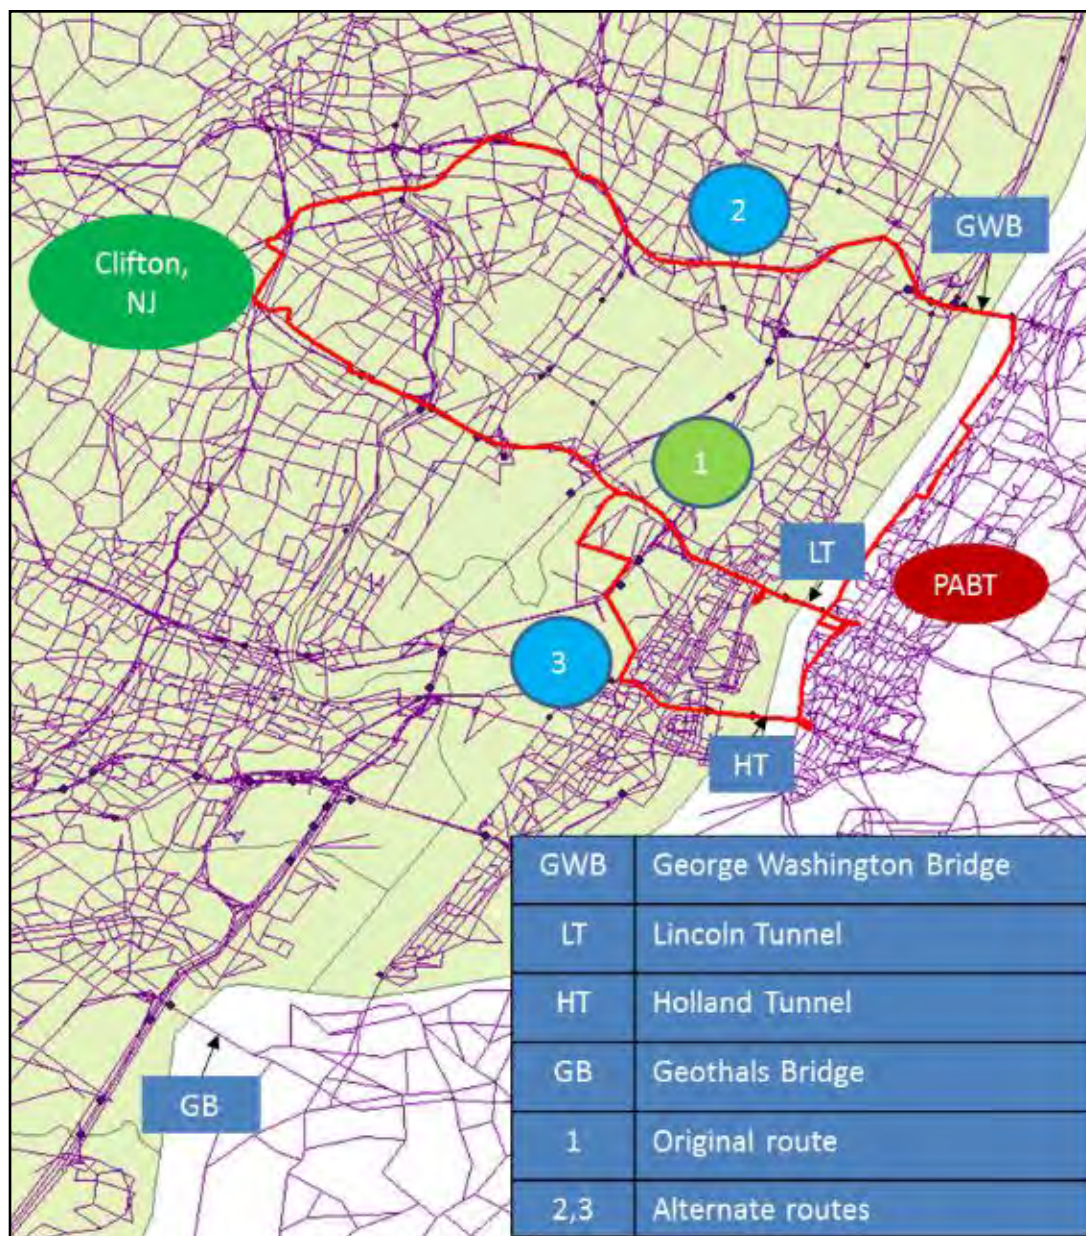 2
GWB
Clifton,
NJ
1
LT
PABT
3
HT
GB
GWB George Washington Bridge
LT Lincoln Tunnel
HT Holland Tunnel
GB Geothals Bridge
1 Original route
2,3 Alternate routes